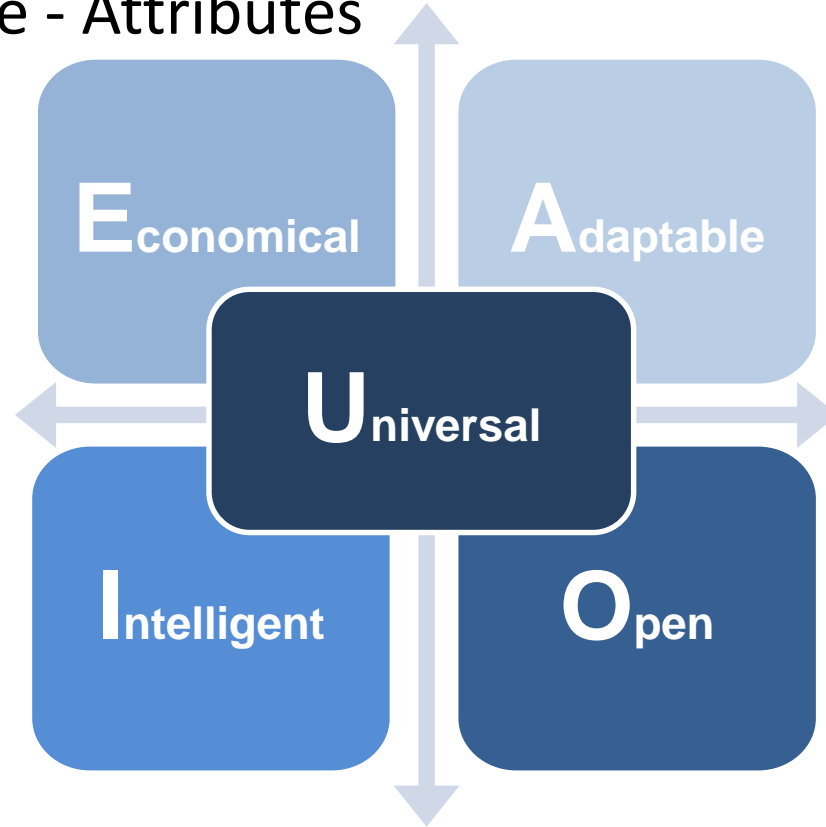 e - Attributes
Economical
Adaptable
Universal
Intelligent
Open